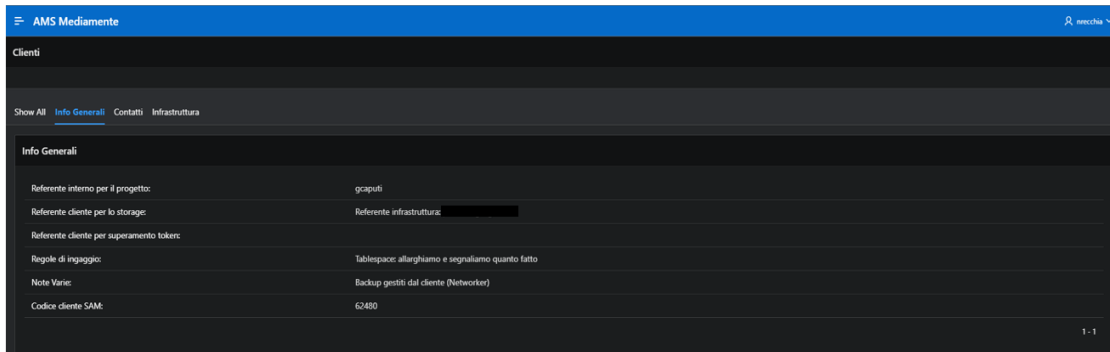 AMS Mediamente
nrecchia
Clienti
Show All Info Generali Contatti Infrastruttura
Info Generali
Referente interno per il progetto: gcaputi
Referente cliente per lo storage: Referente infrastruttura:
Referente cliente per superamento token:
Regole di ingaggio: Tablespace: allarghiamo e segnaliamo quanto fatto
Note Varie: Backup gestiti dal cliente (Networker)
Codice cliente SAM: 62480
1 - 1